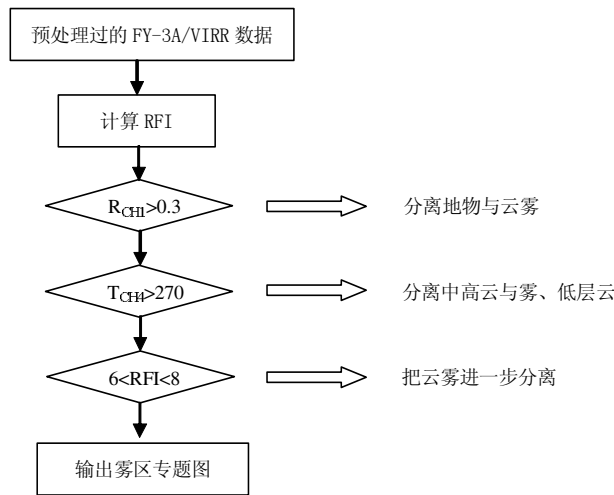 预处理过的 FY-3A/VIRR 数据
计算 RFI
R_CH1>0.3
分离地物与云雾
T_CH4>270
分离中高云与雾、低层云
6<RFI<8
把云雾进一步分离
输出雾区专题图